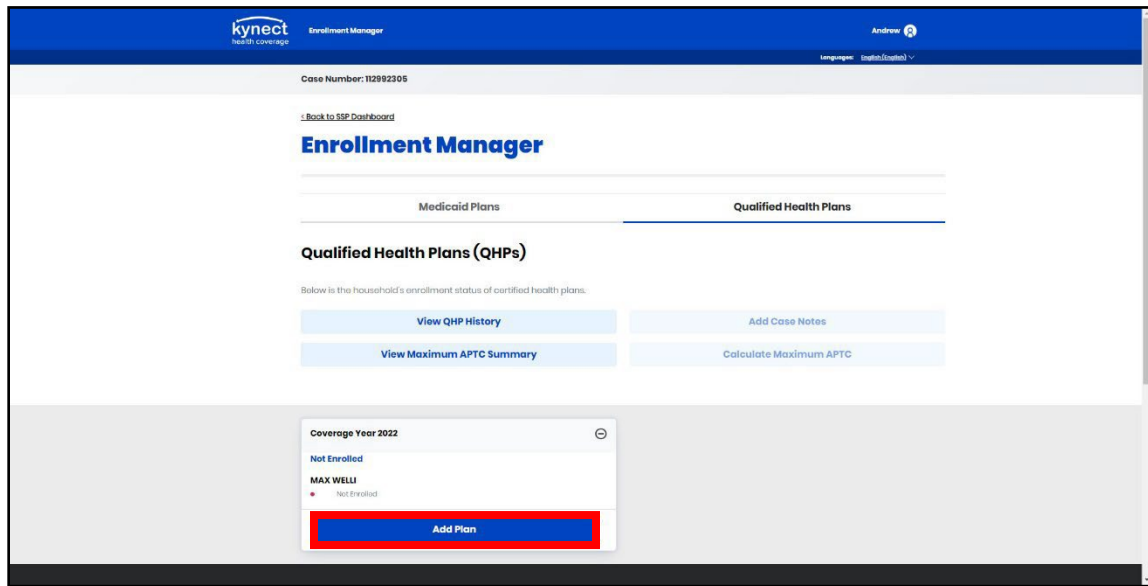 kynect
health coverage
Enrollment Manager
Andrew
Languages: English (English)
Case Number: 112992305
< Back to SSP Dashboard
Enrollment Manager
Medicaid Plans
Qualified Health Plans
Qualified Health Plans (QHPs)
Below is the household's enrollment status of certified health plans.
View QHP History
Add Case Notes
View Maximum APTC Summary
Calculate Maximum APTC
Coverage Year 2022
Not Enrolled
MAX WELLI
Not Enrolled
Add Plan